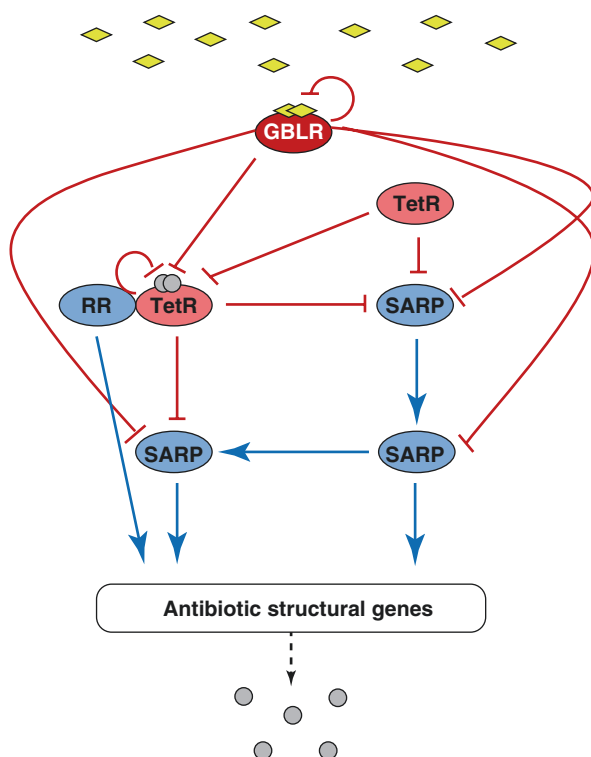 GBLR
TetR
RR
TetR
SARP
SARP
SARP
Antibiotic structural genes